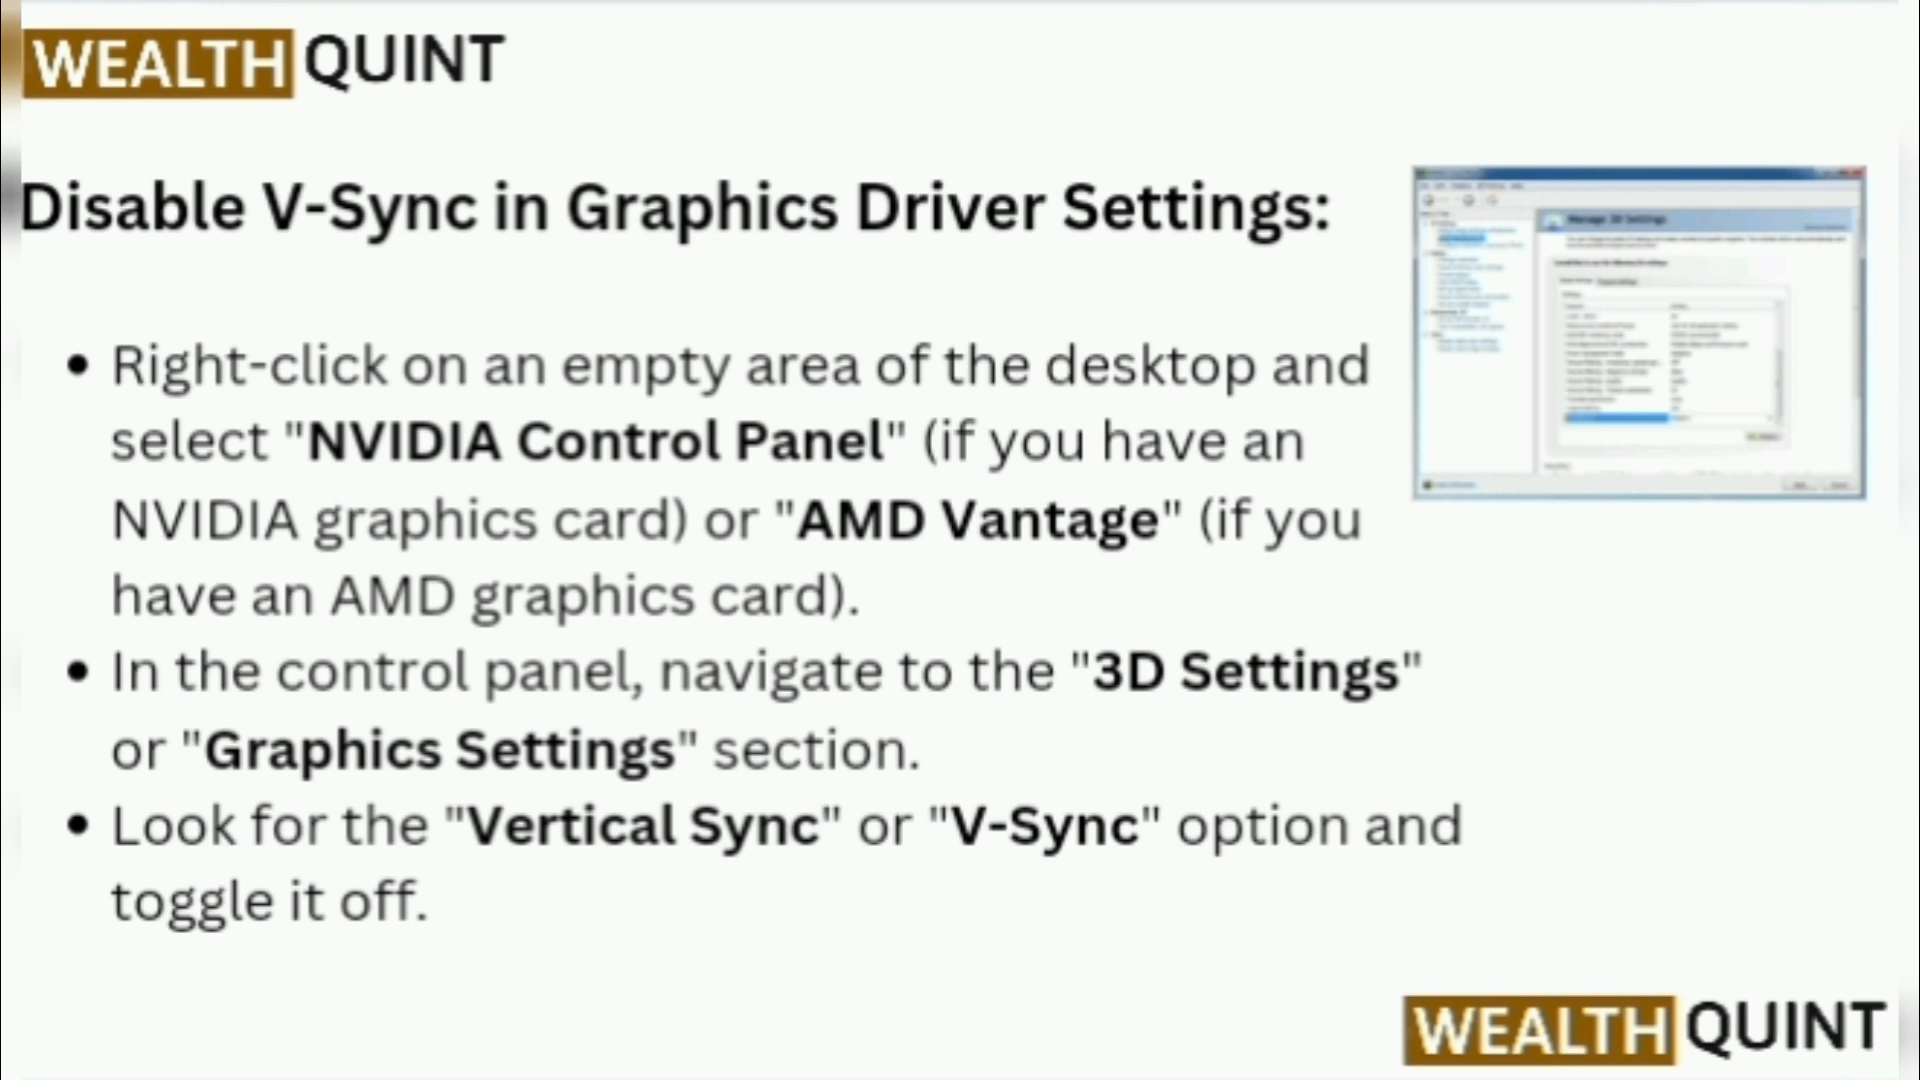 WEALTH QUINT
Disable V-Sync in Graphics Driver Settings:
• Right-click on an empty area of the desktop and
select "NVIDIA Control Panel" (if you have an
NVIDIA graphics card) or "AMD Vantage" (if you
have an AMD graphics card).
• In the control panel, navigate to the "3D Settings"
or "Graphics Settings" section.
• Look for the "Vertical Sync" or "V-Sync" option and
toggle it off.
Manage 3D Settings
WEALTH QUINT